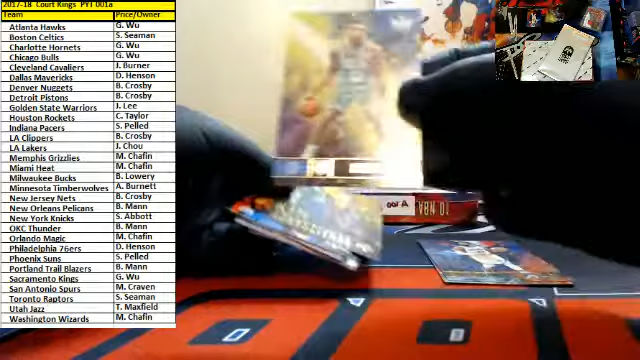 2017-18 Court Kings PYT 001a
Team Price/Owner
Atlanta Hawks G. Wu
Boston Celtics S. Seaman
Charlotte Hornets G. Wu
Chicago Bulls G. Wu
Cleveland Cavaliers J. Burner
Dallas Mavericks D. Henson
Denver Nuggets B. Crosby
Detroit Pistons B. Crosby
Golden State Warriors J. Lee
Houston Rockets C. Taylor
Indiana Pacers S. Pelled
LA Clippers B. Crosby
LA Lakers J. Chou
Memphis Grizzlies M. Chafin
Miami Heat M. Chafin
Milwaukee Bucks B. Lowery
Minnesota Timberwolves A. Burnett
New Jersey Nets B. Crosby
New Orleans Pelicans B. Mann
New York Knicks S. Abbott
OKC Thunder B. Mann
Orlando Magic M. Chafin
Philadelphia 76ers D. Henson
Phoenix Suns S. Pelled
Portland Trail Blazers B. Mann
Sacramento Kings G. Wu
San Antonio Spurs M. Craven
Toronto Raptors S. Seaman
Utah Jazz T. Maxfield
Washington Wizards M. Chafin